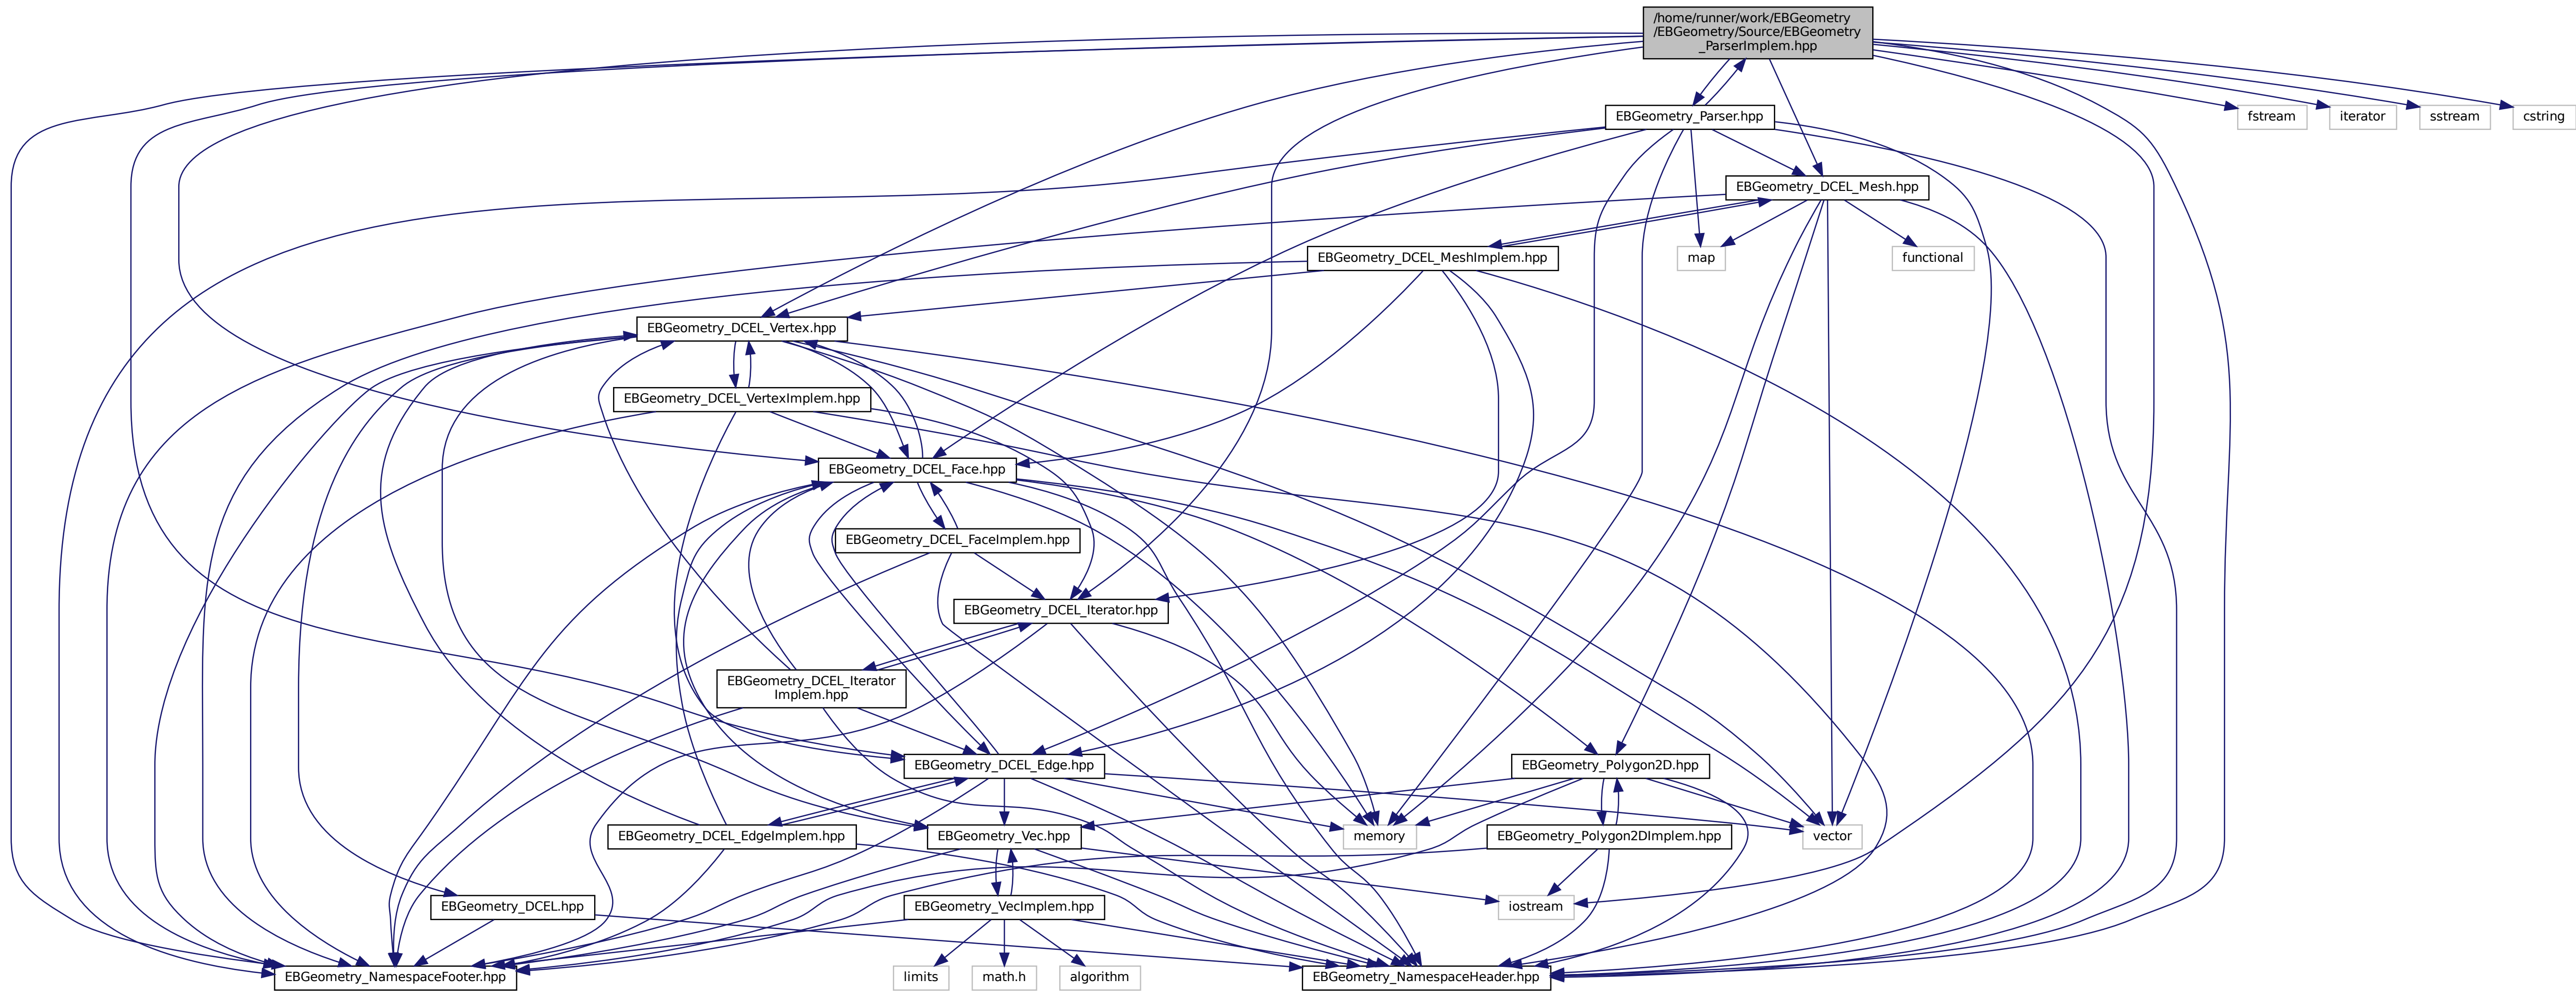 /home/runner/work/EBGeometry
/EBGeometry/Source/EBGeometry
_ParserImplem.hpp
EBGeometry_Parser.hpp
fstream
iterator
sstream
cstring
EBGeometry_DCEL_Mesh.hpp
EBGeometry_DCEL_MeshImplem.hpp
map
functional
EBGeometry_DCEL_Vertex.hpp
EBGeometry_DCEL_VertexImplem.hpp
EBGeometry_DCEL_Face.hpp
EBGeometry_DCEL_FaceImplem.hpp
EBGeometry_DCEL_Iterator.hpp
EBGeometry_DCEL_Iterator
Implem.hpp
EBGeometry_DCEL_Edge.hpp
EBGeometry_Polygon2D.hpp
EBGeometry_DCEL_EdgeImplem.hpp
EBGeometry_Vec.hpp
memory
EBGeometry_Polygon2DImplem.hpp
vector
EBGeometry_DCEL.hpp
EBGeometry_VecImplem.hpp
iostream
EBGeometry_NamespaceFooter.hpp
limits
math.h
algorithm
EBGeometry_NamespaceHeader.hpp